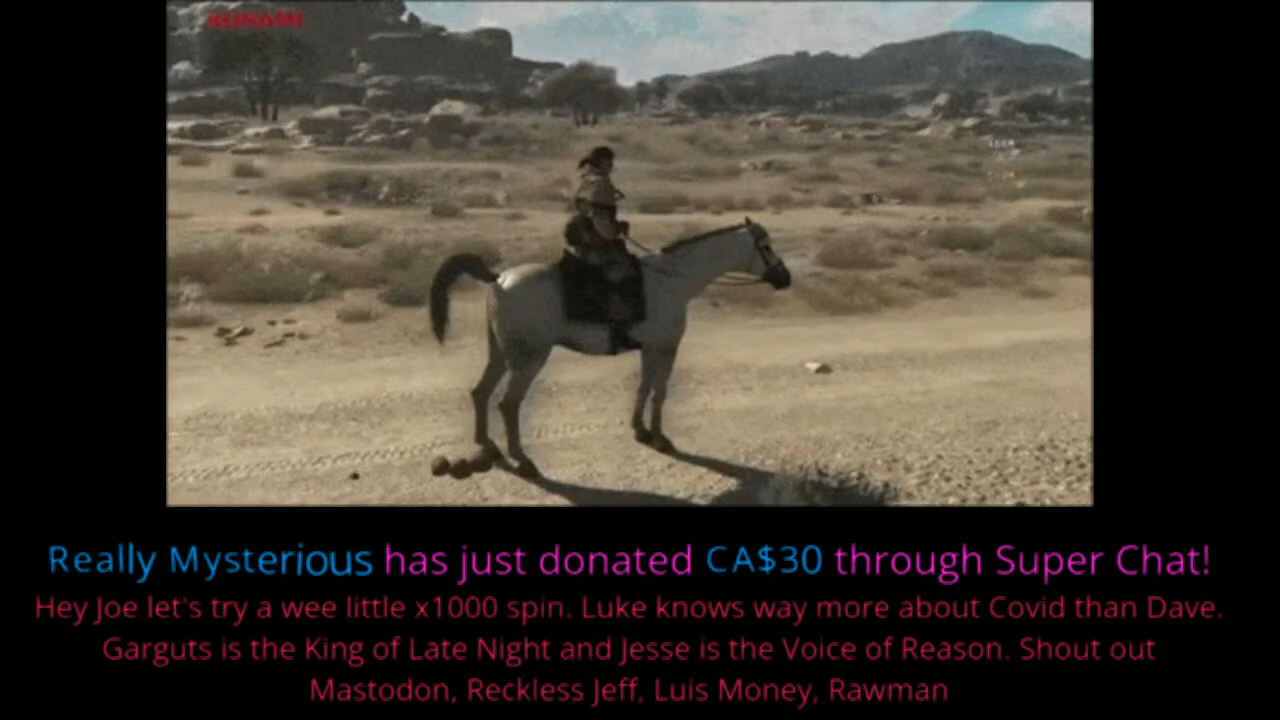 KONAMI
Really Mysterious has just donated CA$30 through Super Chat!
Hey Joe let's try a wee little x1000 spin. Luke knows way more about Covid than Dave.
Garguts is the King of Late Night and Jesse is the Voice of Reason. Shout out
Mastodon, Reckless Jeff, Luis Money, Rawman